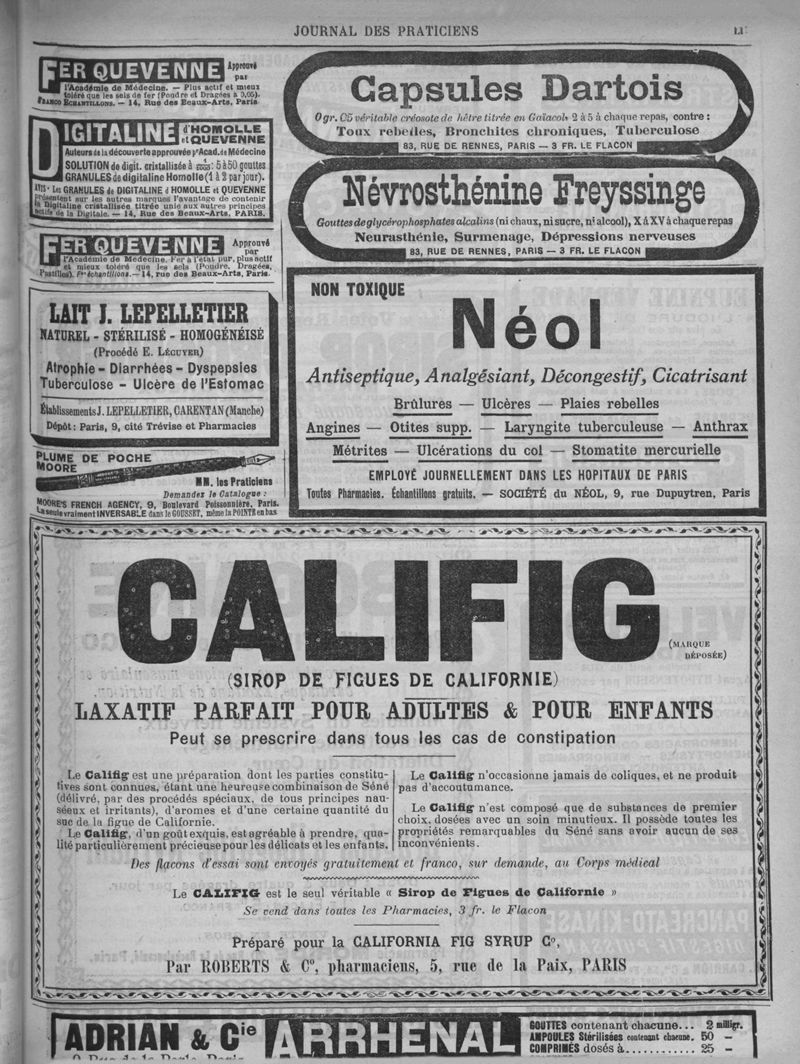 JOURNAL DES PRATICIENS
FER QUEVENNE Approuvé
par
l'Académie de Médecine. — Plus actif et mieux
toléré que les sels de fer (Poudre et Dragées à 0,05).
FRANCO ECHANTILLONS. — 14, Rue des Beaux-Arts, Paris
DIGITALINE d'HOMOLLE
et QUEVENNE
Auteurs de la découverte approuvée pr Acad. de Médecine
SOLUTION de digit. cristallisée à : 5 à 50 gouttes
GRANULES de digitaline Homolle (1 à 3 par jour).
AVIS · Les GRANULES de DIGITALINE d'HOMOLLE et QUEVENNE
présentent sur les autres marques l'avantage de contenir
la Digitaline cristallisée titrée unie aux autres principes
actifs de la Digitale. — 14, Rue des Beaux-Arts, PARIS.
FER QUEVENNE Approuvé
par
l'Académie de Médecine. Fer à l'état pur, plus actif
et mieux toléré que les sels (Poudre, Dragées,
Pastilles). Fco échantillons. — 14, rue des Beaux-Arts, Paris.
LAIT J. LEPELLETIER
NATUREL - STÉRILISÉ - HOMOGÉNÉISÉ
(Procédé E. LÉCUYER)
Atrophie - Diarrhées - Dyspepsies
Tuberculose - Ulcère de l'Estomac
Établissements J. LEPELLETIER, CARENTAN (Manche)
Dépôt : Paris, 9, cité Trévise et Pharmacies
PLUME DE POCHE
MOORE
MM. les Praticiens
Demandez le Catalogue :
MOORE'S FRENCH AGENCY, 9, Boulevard Poissonnière, Paris.
La seule vraiment INVERSABLE dans le GOUSSET, même la POINTE en bas
Capsules Dartois
0 gr. 05 véritable créosote de hêtre titrée en Gaïacol. 2 à 5 à chaque repas, contre :
Toux rebelles, Bronchites chroniques, Tuberculose
83, RUE DE RENNES, PARIS — 3 FR. LE FLACON
Névrosthénine Freyssinge
Gouttes de glycérophosphates alcalins (ni chaux, ni sucre, ni alcool), X à XV à chaque repas
Neurasthénie, Surmenage, Dépressions nerveuses
83, RUE DE RENNES, PARIS — 3 FR. LE FLACON
NON TOXIQUE
Néol
Antiseptique, Analgésiant, Décongestif, Cicatrisant
Brûlures — Ulcères — Plaies rebelles
Angines — Otites supp. — Laryngite tuberculeuse — Anthrax
Métrites — Ulcérations du col — Stomatite mercurielle
EMPLOYÉ JOURNELLEMENT DANS LES HOPITAUX DE PARIS
Toutes Pharmacies. Échantillons gratuits. — SOCIÉTÉ du NÉOL, 9, rue Dupuytren, Paris
CALIFIG
(MARQUE
DÉPOSÉE)
(SIROP DE FIGUES DE CALIFORNIE)
LAXATIF PARFAIT POUR ADULTES & POUR ENFANTS
Peut se prescrire dans tous les cas de constipation
Le Califig est une préparation dont les parties constitu-
tives sont connues, étant une heureuse combinaison de Séné
(délivré, par des procédés spéciaux, de tous principes nau-
séeux et irritants), d'aromes et d'une certaine quantité du
suc de la figue de Californie.
Le Califig, d'un goût exquis, est agréable à prendre, qua-
lité particulièrement précieuse pour les délicats et les enfants.
Le Califig n'occasionne jamais de coliques, et ne produit
pas d'accoutumance.
Le Califig n'est composé que de substances de premier
choix, dosées avec un soin minutieux. Il possède toutes les
propriétés remarquables du Séné sans avoir aucun de ses
inconvénients.
Des flacons d'essai sont envoyés gratuitement et franco, sur demande, au Corps médical
Le CALIFIG est le seul véritable « Sirop de Figues de Californie »
Se vend dans toutes les Pharmacies, 3 fr. le Flacon
Préparé pour la CALIFORNIA FIG SYRUP Co,
Par ROBERTS & Co, pharmaciens, 5, rue de la Paix, PARIS
ADRIAN & Cie ARRHENAL
GOUTTES contenant chacune... 2 milligr.
AMPOULES Stérilisées contenant chacune. 50 —
COMPRIMÉS dosés à............ 25 —